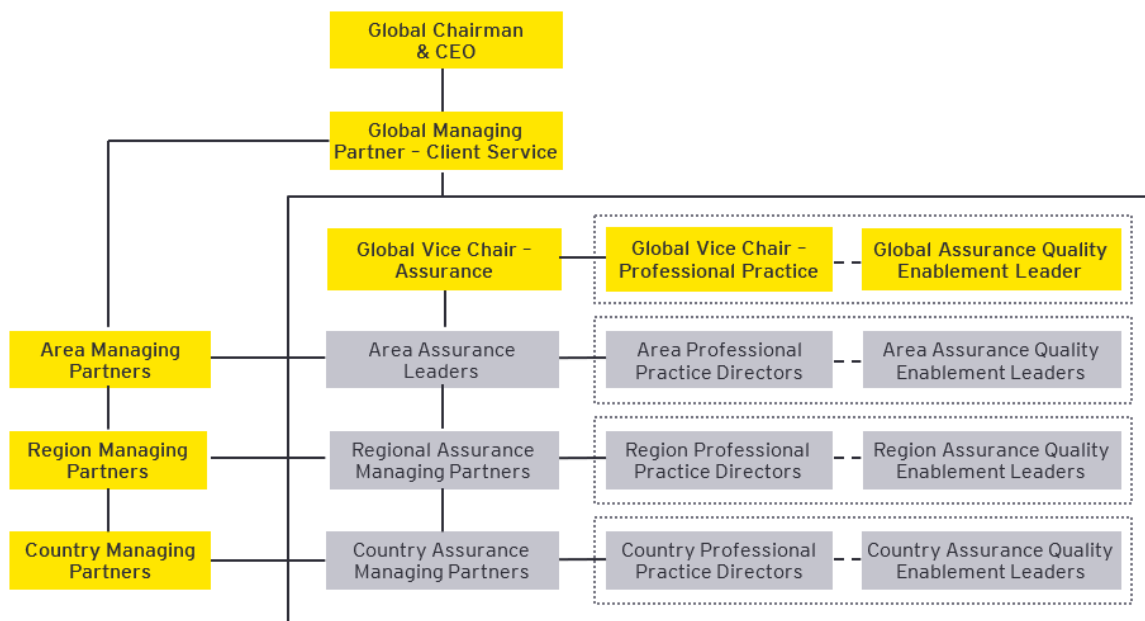 Global Chairman
& CEO
Global Managing
Partner – Client Service
Global Vice Chair –
Assurance
Global Vice Chair –
Professional Practice
Global Assurance Quality
Enablement Leader
Area Managing
Partners
Area Assurance
Leaders
Area Professional
Practice Directors
Area Assurance Quality
Enablement Leaders
Region Managing
Partners
Regional Assurance
Managing Partners
Region Professional
Practice Directors
Region Assurance Quality
Enablement Leaders
Country Managing
Partners
Country Assurance
Managing Partners
Country Professional
Practice Directors
Country Assurance Quality
Enablement Leaders